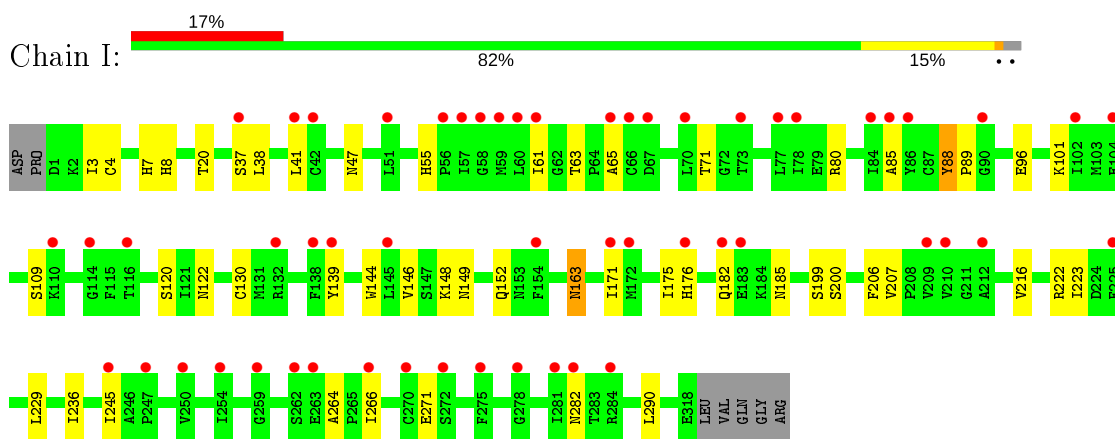 17%
Chain I:
82% 15% • •
ASP PRO D1 K2 I3 C4 H7 H8 T20 S37 L38 L41 C42 N47 L51 H55 P56 I57 G58 M59 L60 I61 G62 T63 P64 A65 C66 D67 L70 T71 G72 T73 L77 I78 E79 R80 I84 A85 Y86 C87 Y88 P89 G90 E96 K101 I102 M103
S109 K110 G114 F115 T116 S120 I121 N122 C130 M131 R132 F138 Y139 W144 L145 V146 S147 K148 N149 Q152 N153 F154 N163 I171 M172 I175 H176 Q182 E183 K184 N185 S199 S200 F206 V207 P208 V209 V210 G211 A212 V216 R222 I223 D224
L229 I236 I245 A246 P247 V250 I254 G259 S262 E263 A264 P265 I266 C270 E271 S272 F275 G278 I281 N282 T283 R284 L290 E318 LEU VAL GLN GLY ARG